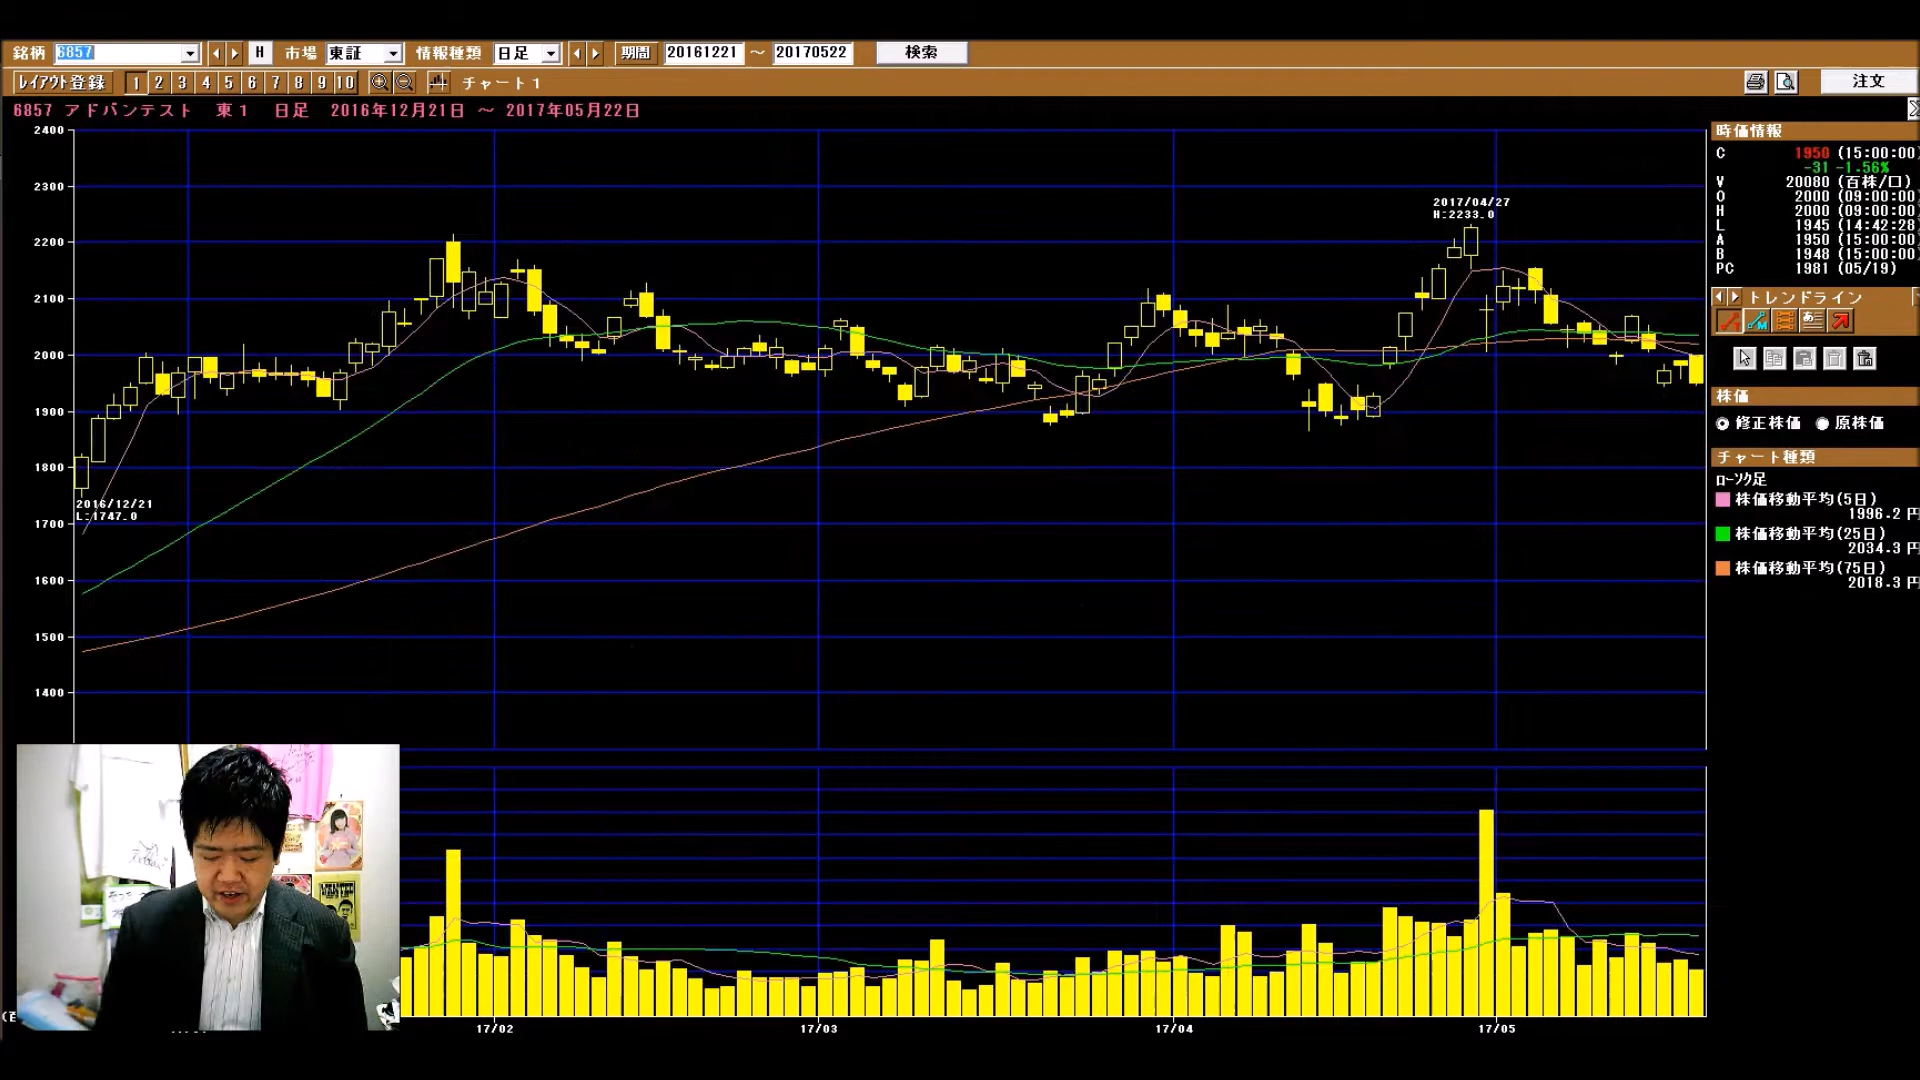 銘柄 6857 H 市場 東証 情報種類 日足 期間 20161221 ～ 20170522 検索
ﾚｲｱｳﾄ登録 1 2 3 4 5 6 7 8 9 10 チャート１ 注文
6857 アドバンテスト 東１ 日足 2016年12月21日 ～ 2017年05月22日
2400
2300
2200
2100
2000
1900
1800
1700
1600
1500
1400
2017/04/27
H:2233.0
2016/12/21
L:1747.0
17/02
17/03
17/04
17/05
時価情報
C 1950 (15:00:00)
-31 -1.56%
V 20080 (百株/口)
O 2000 (09:00:00)
H 2000 (09:00:00)
L 1945 (14:42:28)
A 1950 (15:00:00)
B 1948 (15:00:00)
PC 1981 (05/19)
トレンドライン
株価
修正株価 原株価
チャート種類
ﾛｰｿｸ足
株価移動平均(5日)
1996.2 円
株価移動平均(25日)
2034.3 円
株価移動平均(75日)
2018.3 円